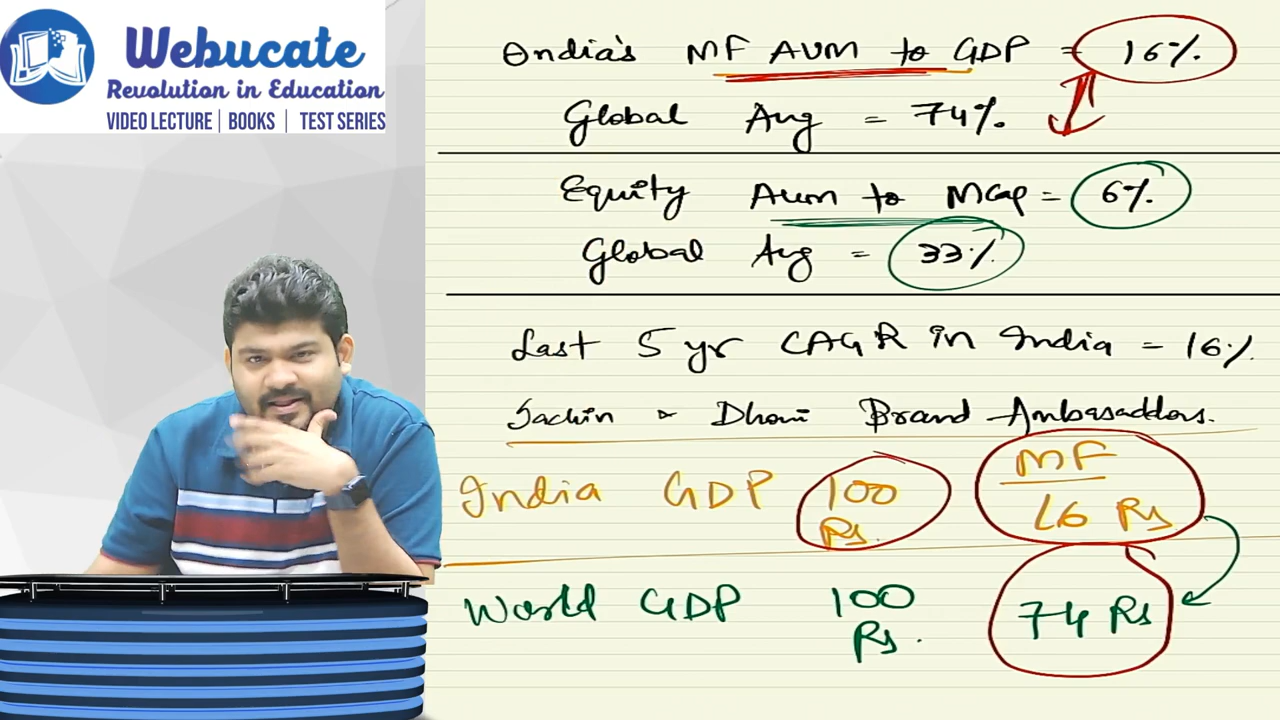 Webucate
Revolution in Education
VIDEO LECTURE | BOOKS | TEST SERIES
India's MF AUM to GDP = 16%.
Global Avg = 74%.
Equity AUM to MCap = 6%.
Global Avg = 33%
Last 5 yr CAGR in India = 16%.
Sachin & Dhoni Brand Ambasaddors.
India GDP 100 Rs. MF 16 Rs
World GDP 100 Rs. 74 Rs